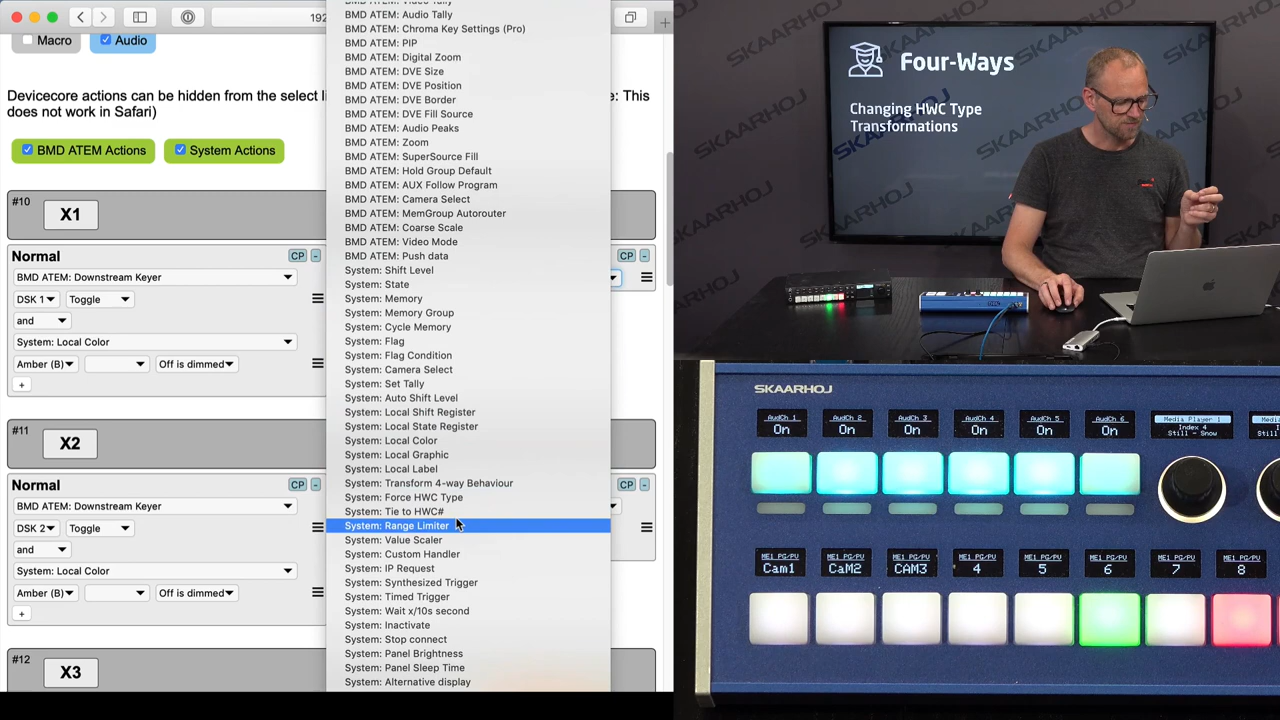 192
Macro
Audio
Devicecore actions can be hidden from the select li
e: This
does not work in Safari)
BMD ATEM Actions
System Actions
#10
X1
Normal
CP
-
BMD ATEM: Downstream Keyer
DSK 1
Toggle
and
System: Local Color
Amber (B)
Off is dimmed
+
#11
X2
Normal
CP
-
BMD ATEM: Downstream Keyer
DSK 2
Toggle
and
System: Local Color
Amber (B)
Off is dimmed
+
#12
X3
BMD ATEM: Audio Tally
BMD ATEM: Chroma Key Settings (Pro)
BMD ATEM: PIP
BMD ATEM: Digital Zoom
BMD ATEM: DVE Size
BMD ATEM: DVE Position
BMD ATEM: DVE Border
BMD ATEM: DVE Fill Source
BMD ATEM: Audio Peaks
BMD ATEM: Zoom
BMD ATEM: SuperSource Fill
BMD ATEM: Hold Group Default
BMD ATEM: AUX Follow Program
BMD ATEM: Camera Select
BMD ATEM: MemGroup Autorouter
BMD ATEM: Coarse Scale
BMD ATEM: Video Mode
BMD ATEM: Push data
System: Shift Level
System: State
System: Memory
System: Memory Group
System: Cycle Memory
System: Flag
System: Flag Condition
System: Camera Select
System: Set Tally
System: Auto Shift Level
System: Local Shift Register
System: Local State Register
System: Local Color
System: Local Graphic
System: Local Label
System: Transform 4-way Behaviour
System: Force HWC Type
System: Tie to HWC#
System: Range Limiter
System: Value Scaler
System: Custom Handler
System: IP Request
System: Synthesized Trigger
System: Timed Trigger
System: Wait x/10s second
System: Inactivate
System: Stop connect
System: Panel Brightness
System: Panel Sleep Time
System: Alternative display
CP
-
CP
-
SKAARHOJ
Four-Ways
Changing HWC Type
Transformations
SKAARHOJ
AudCh 1
On
AudCh 2
On
AudCh 3
On
AudCh 4
On
AudCh 5
On
AudCh 6
On
Media Player 1
Index 4
Still - Snow
ME1 PG/PV
Cam1
ME1 PG/PV
CaM2
ME1 PG/PV
CAM3
ME1 PG/PV
4
ME1 PG/PV
5
ME1 PG/PV
6
ME1 PG/PV
7
ME1 PG/PV
8